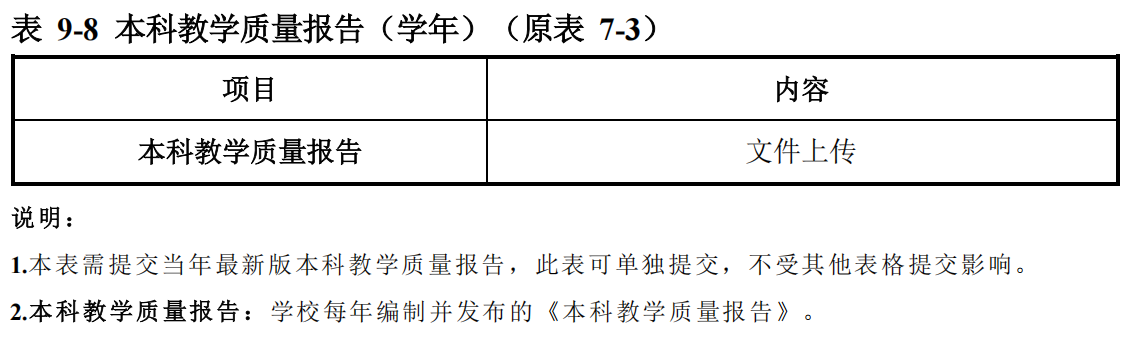 表 9-8 本科教学质量报告（学年）（原表 7-3）
项目 内容
本科教学质量报告 文件上传
说明：
1.本表需提交当年最新版本科教学质量报告，此表可单独提交，不受其他表格提交影响。
2.本科教学质量报告：学校每年编制并发布的《本科教学质量报告》。